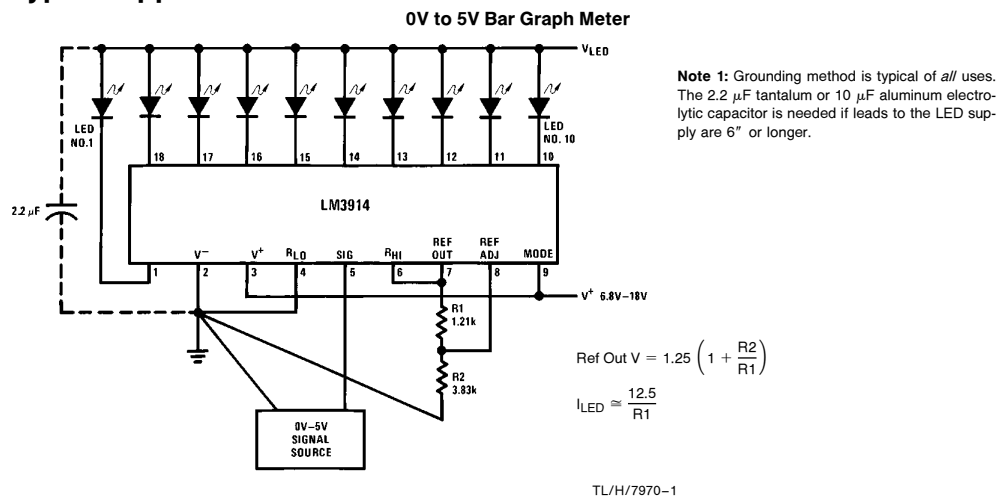 0V to 5V Bar Graph Meter
VLED
Note 1: Grounding method is typical of all uses.
The 2.2 μF tantalum or 10 μF aluminum electro-
lytic capacitor is needed if leads to the LED sup-
ply are 6″ or longer.
LED
NO.1
LED
NO. 10
18 17 16 15 14 13 12 11 10
LM3914
2.2 μF
V− V+ RLO SIG RHI REF OUT REF ADJ MODE
1 2 3 4 5 6 7 8 9
V+ 6.8V–18V
R1
1.21k
R2
3.83k
Ref Out V = 1.25 (1 + R2/R1)
ILED ≅ 12.5/R1
0V–5V
SIGNAL
SOURCE
TL/H/7970–1